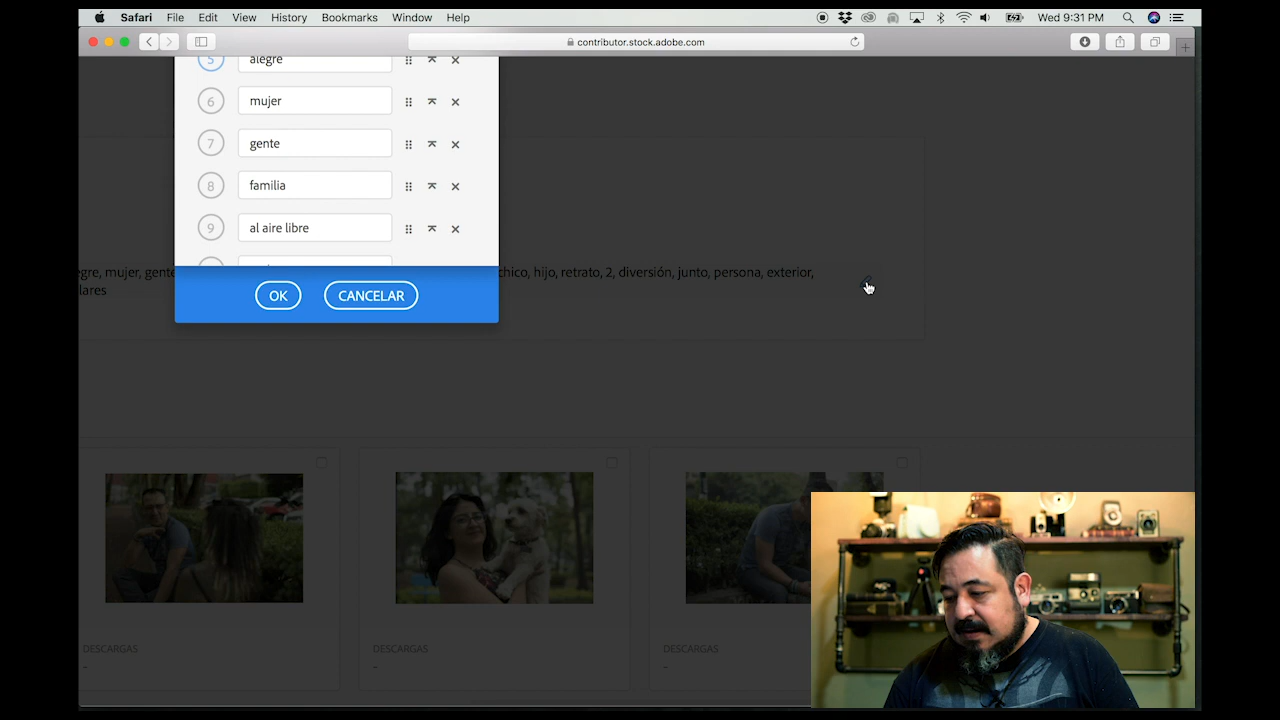 Safari File Edit View History Bookmarks Window Help Wed 9:31 PM
contributor.stock.adobe.com
5 alegre
6 mujer
7 gente
8 familia
9 al aire libre
egre, mujer, gente chico, hijo, retrato, 2, diversión, junto, persona, exterior,
lares
OK CANCELAR
DESCARGAS DESCARGAS DESCARGAS
- -